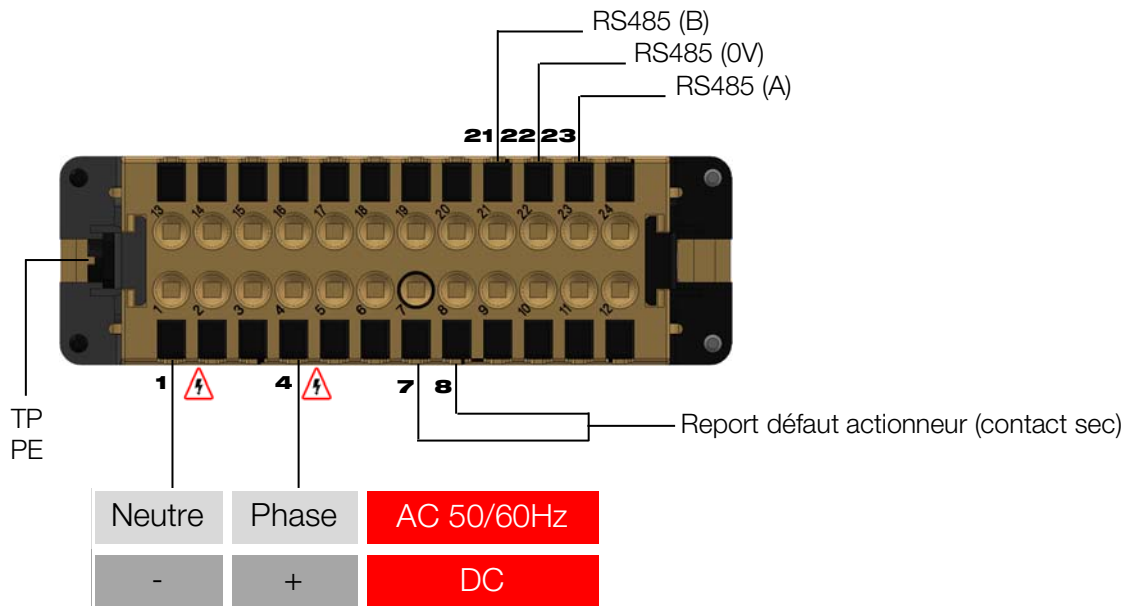 RS485 (B)
RS485 (0V)
RS485 (A)
21 22 23
13 14 15 16 17 18 19 20 21 22 23 24
1 2 3 4 5 6 7 8 9 10 11 12
1 4 7 8
TP
PE
Report défaut actionneur (contact sec)
Neutre Phase AC 50/60Hz
- + DC